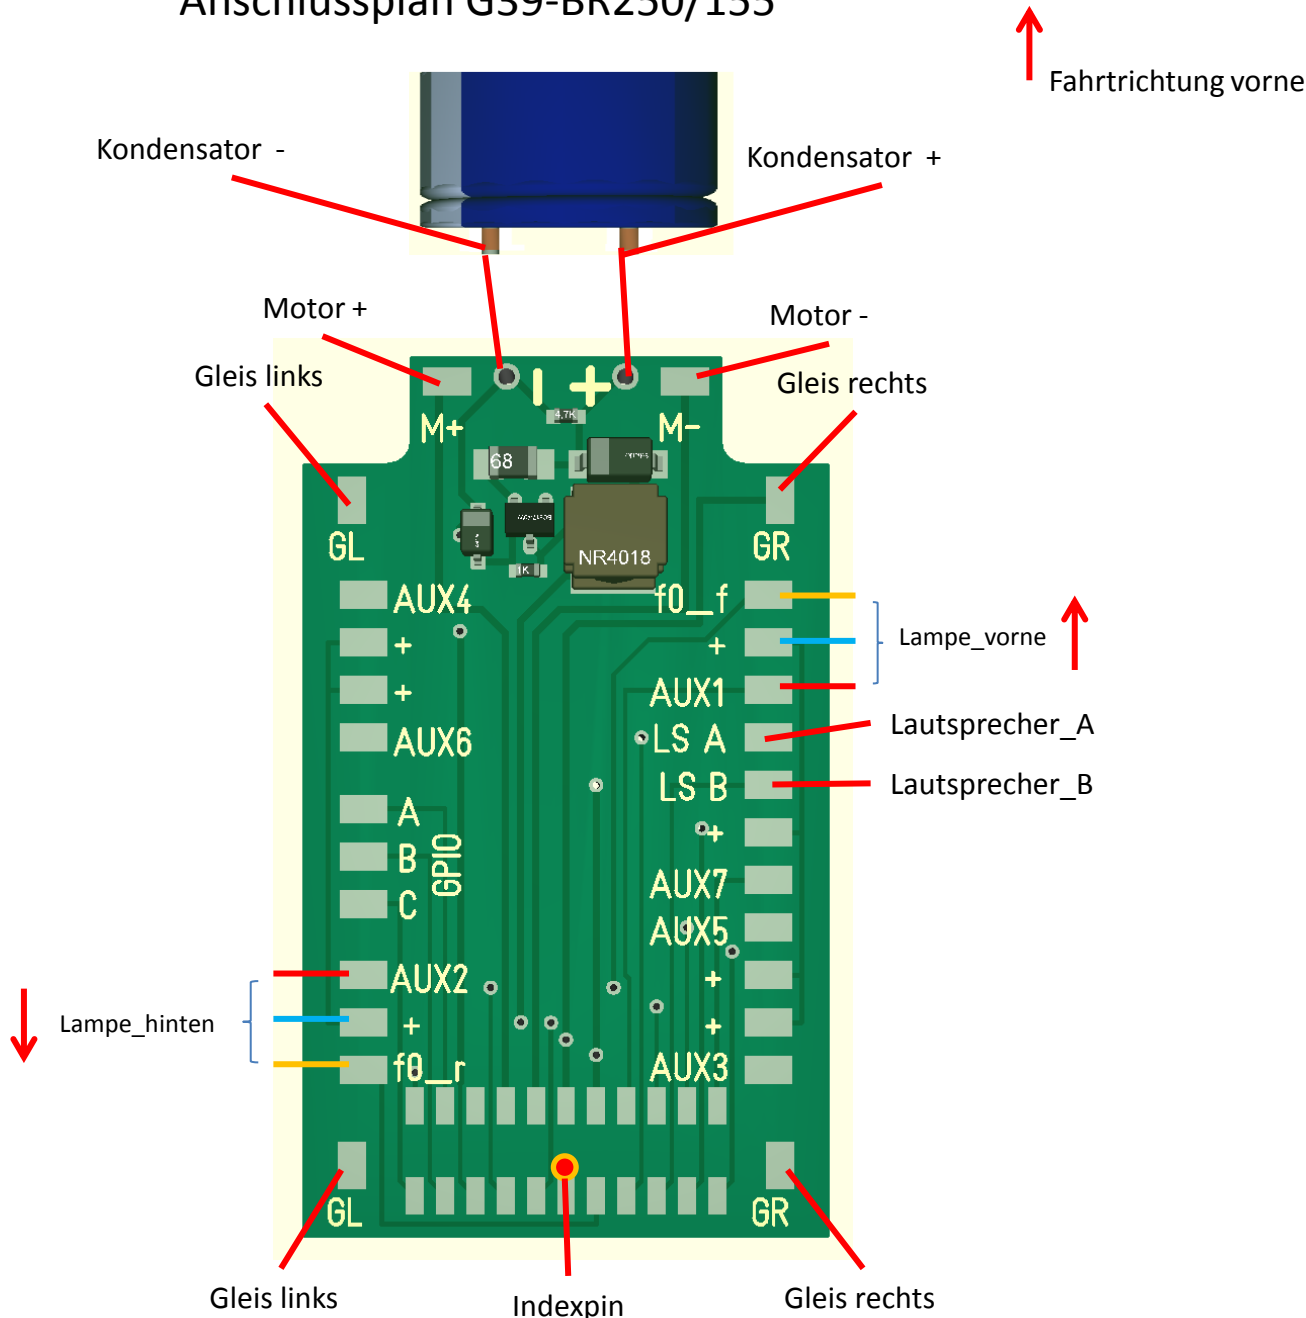 Anschlussplan G39-BR250/155
Fahrtrichtung vorne
Kondensator -
Kondensator +
Motor +
Motor -
Gleis links
Gleis rechts
4,7K
M+
M-
68
NR4018
1K
GL
GR
AUX4
f0_f
+
+
Lampe_vorne
+
AUX1
AUX6
LS A
Lautsprecher_A
LS B
Lautsprecher_B
A
+
B
GPIO
AUX7
C
AUX5
AUX2
+
Lampe_hinten
+
+
f0_r
AUX3
GL
GR
Gleis links
Indexpin
Gleis rechts